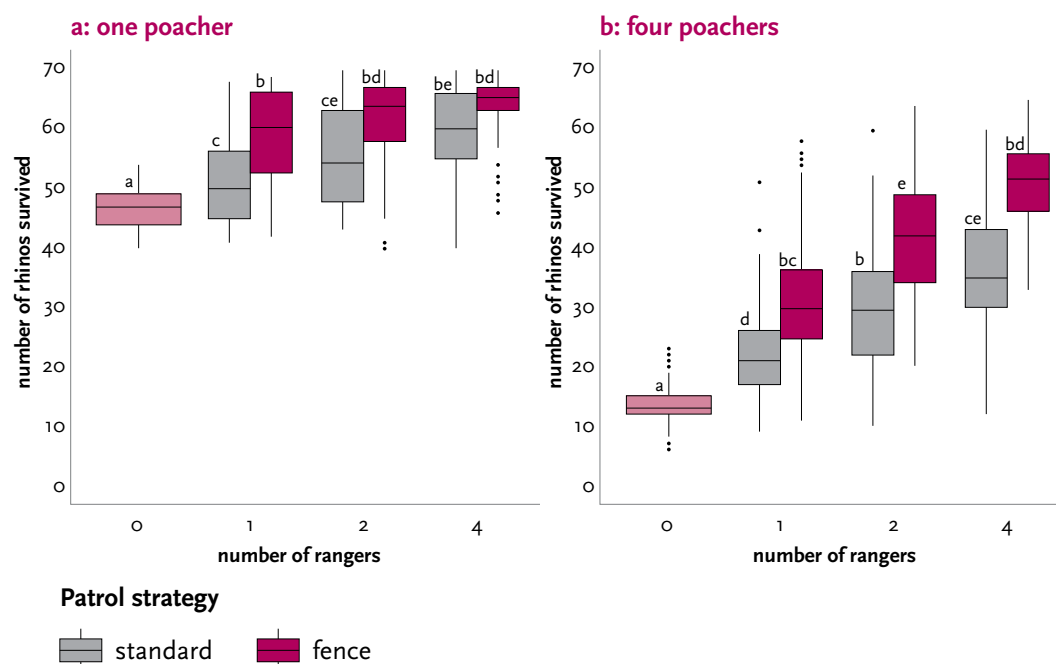 a: one poacher
number of rhinos survived
70
60
50
40
30
20
10
0
a
c
b
ce
bd
be
bd
0
1
2
4
number of rangers
b: four poachers
number of rhinos survived
70
60
50
40
30
20
10
0
a
d
bc
b
e
ce
bd
0
1
2
4
number of rangers
Patrol strategy
standard
fence